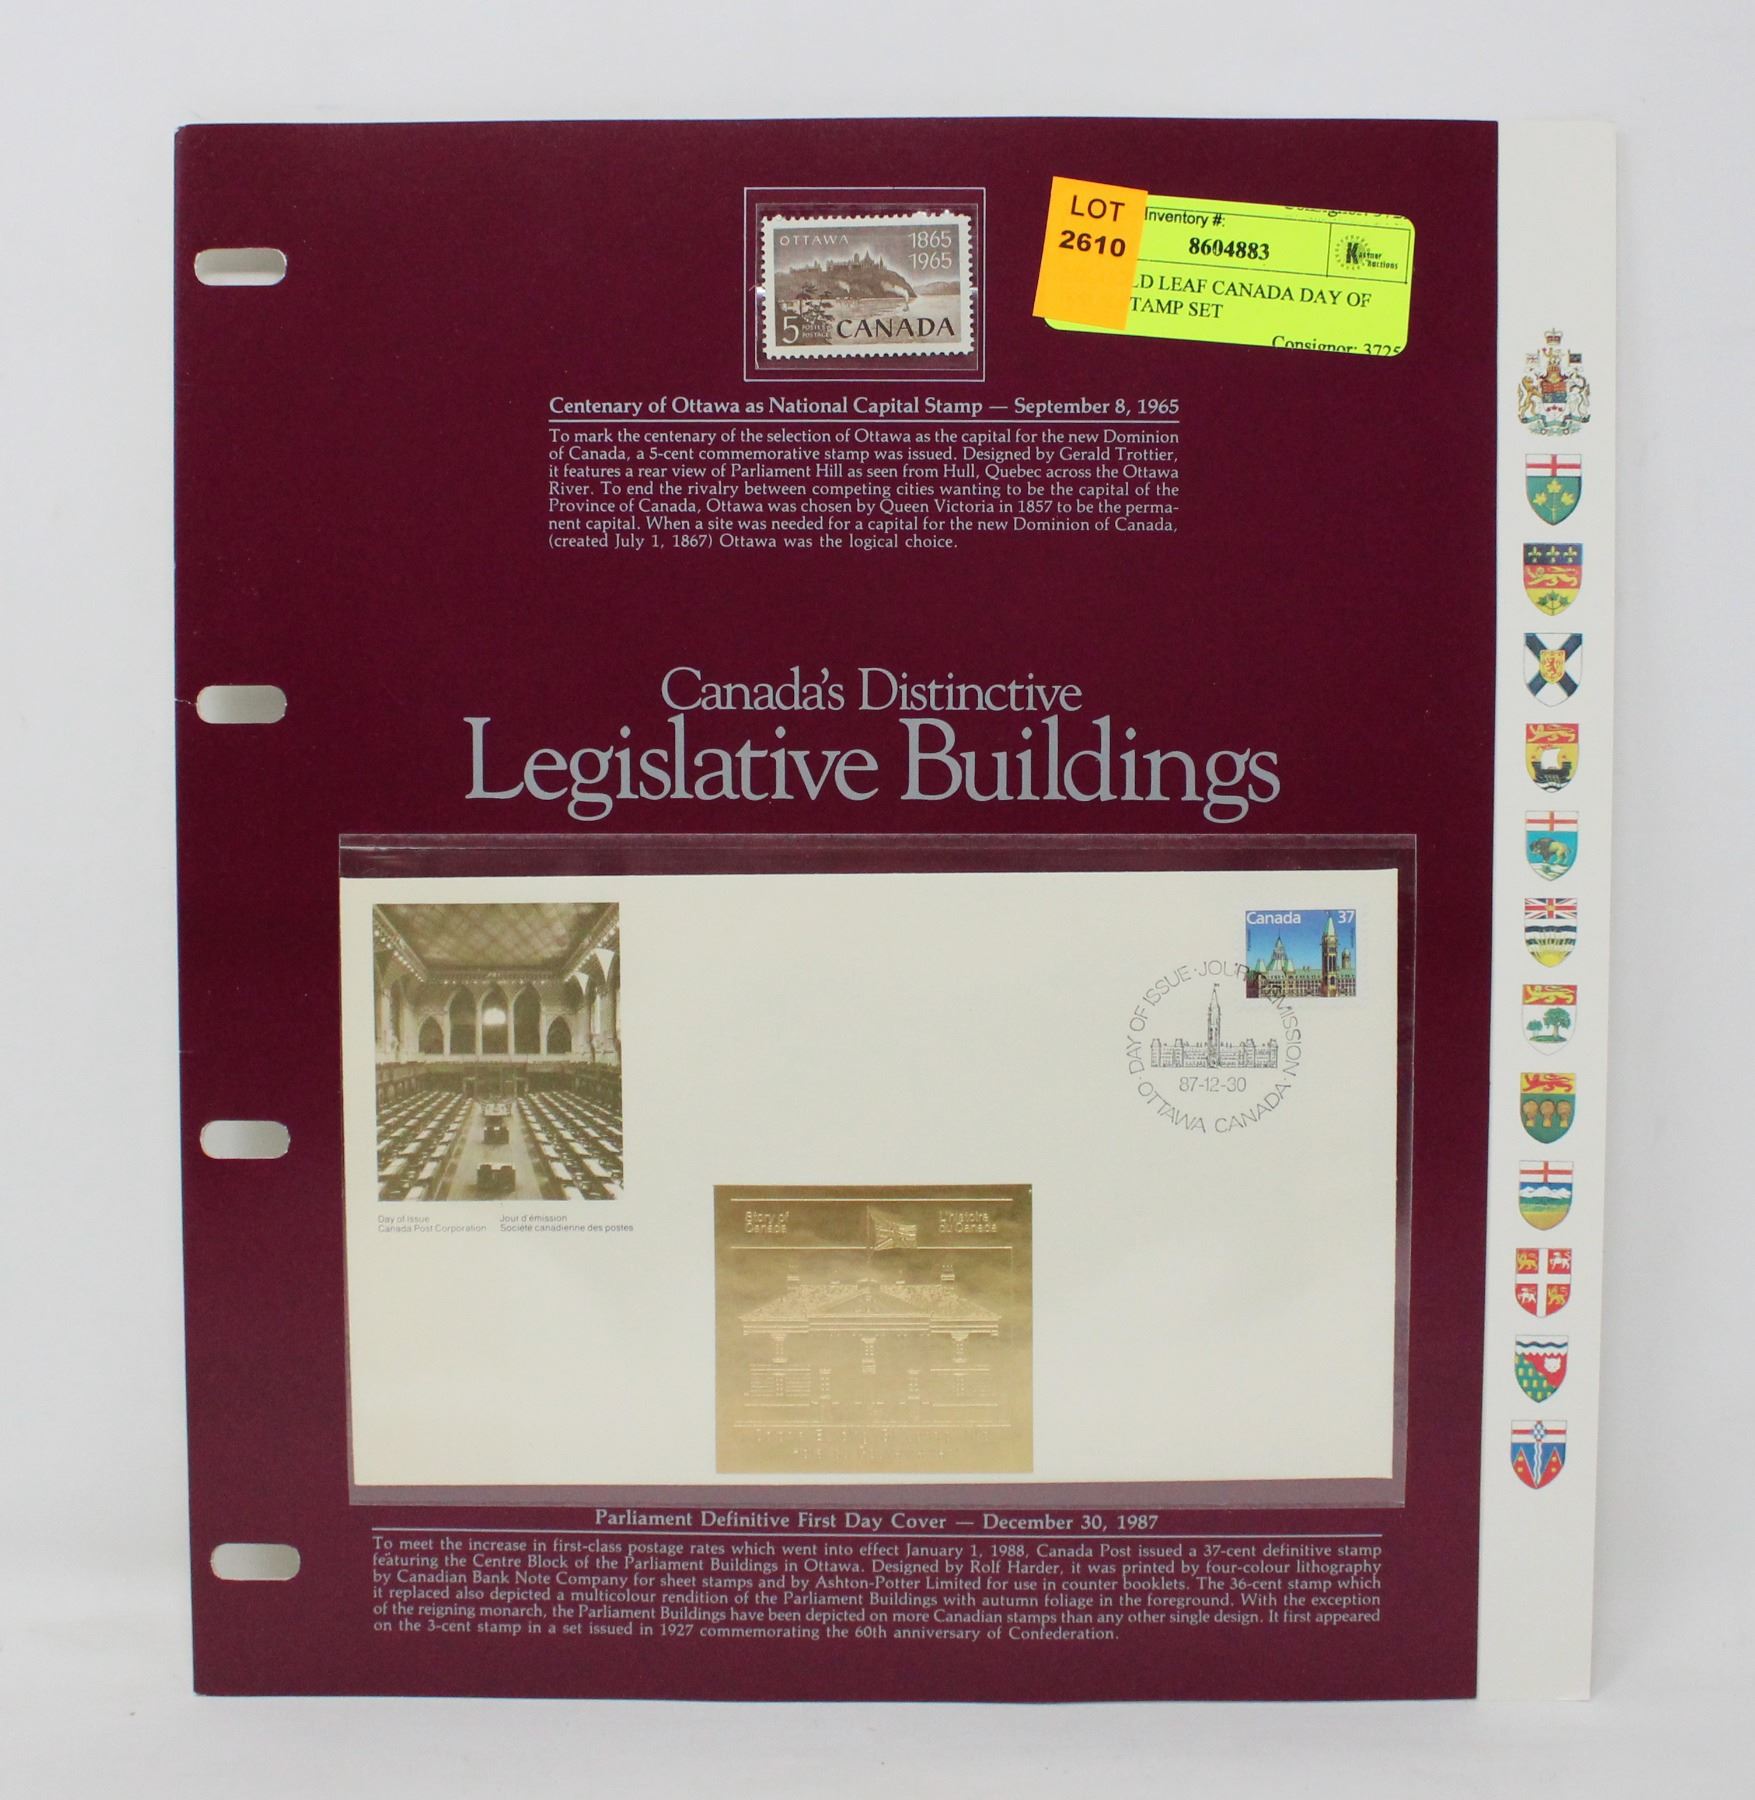 OTTAWA 1865
1965
5 POSTES
POSTAGE CANADA
LOT
2610
Inventory #:
8604883
Kastner
Auctions
LD LEAF CANADA DAY OF
TAMP SET
Consignor: 3725
Centenary of Ottawa as National Capital Stamp — September 8, 1965
To mark the centenary of the selection of Ottawa as the capital for the new Dominion
of Canada, a 5-cent commemorative stamp was issued. Designed by Gerald Trottier,
it features a rear view of Parliament Hill as seen from Hull, Quebec across the Ottawa
River. To end the rivalry between competing cities wanting to be the capital of the
Province of Canada, Ottawa was chosen by Queen Victoria in 1857 to be the perma-
nent capital. When a site was needed for a capital for the new Dominion of Canada,
(created July 1, 1867) Ottawa was the logical choice.
Canada's Distinctive
Legislative Buildings
Canada 37
DAY OF ISSUE · JOUR D'EMISSION
87-12-30
OTTAWA CANADA
Day of issue Jour d'émission
Canada Post Corporation Société canadienne des postes
Story of L'histoire
Canada du Canada
Parliament Definitive First Day Cover — December 30, 1987
To meet the increase in first-class postage rates which went into effect January 1, 1988, Canada Post issued a 37-cent definitive stamp
featuring the Centre Block of the Parliament Buildings in Ottawa. Designed by Rolf Harder, it was printed by four-colour lithography
by Canadian Bank Note Company for sheet stamps and by Ashton-Potter Limited for use in counter booklets. The 36-cent stamp which
it replaced also depicted a multicolour rendition of the Parliament Buildings with autumn foliage in the foreground. With the exception
of the reigning monarch, the Parliament Buildings have been depicted on more Canadian stamps than any other single design. It first appeared
on the 3-cent stamp in a set issued in 1927 commemorating the 60th anniversary of Confederation.